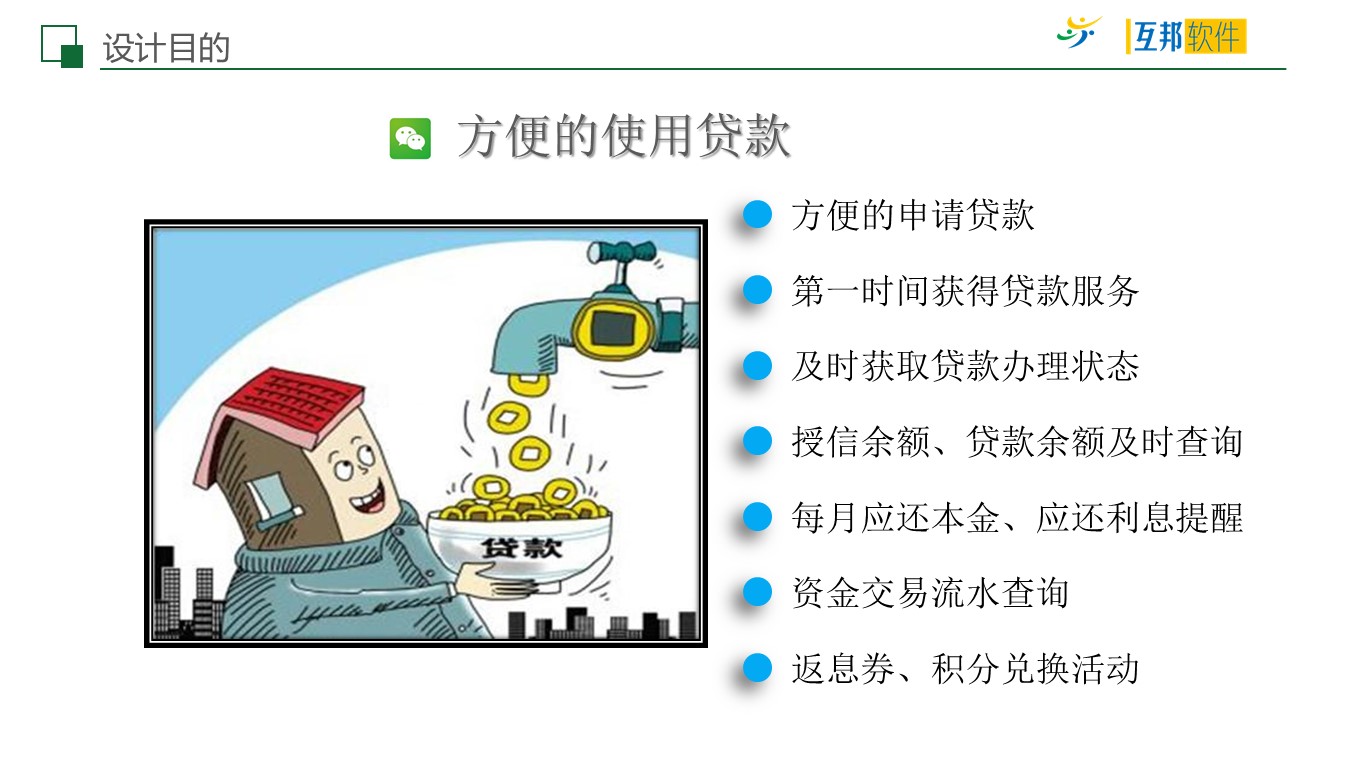 设计目的
互邦软件
方便的使用贷款
方便的申请贷款
第一时间获得贷款服务
及时获取贷款办理状态
授信余额、贷款余额及时查询
每月应还本金、应还利息提醒
资金交易流水查询
返息券、积分兑换活动
贷款